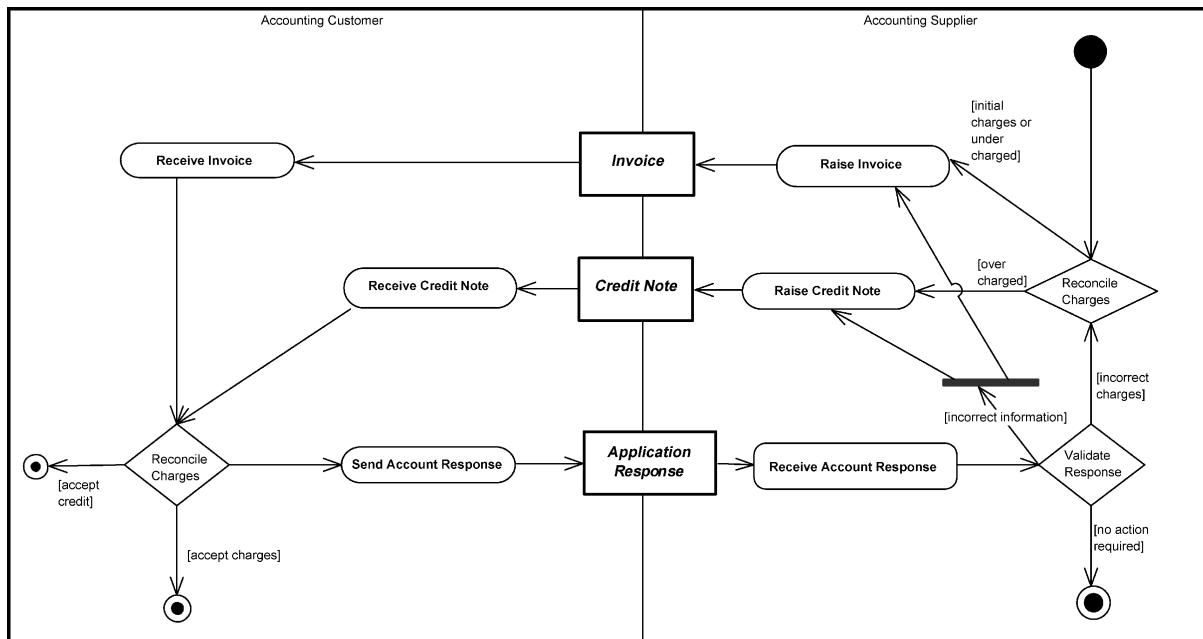 Accounting Customer
Accounting Supplier
[initial
charges or
under
charged]
Receive Invoice
Invoice
Raise Invoice
[over
charged]
Receive Credit Note
Credit Note
Raise Credit Note
Reconcile
Charges
[incorrect
charges]
[incorrect information]
Reconcile
Charges
Send Account Response
Application
Response
Receive Account Response
Validate
Response
[accept
credit]
[accept charges]
[no action
required]